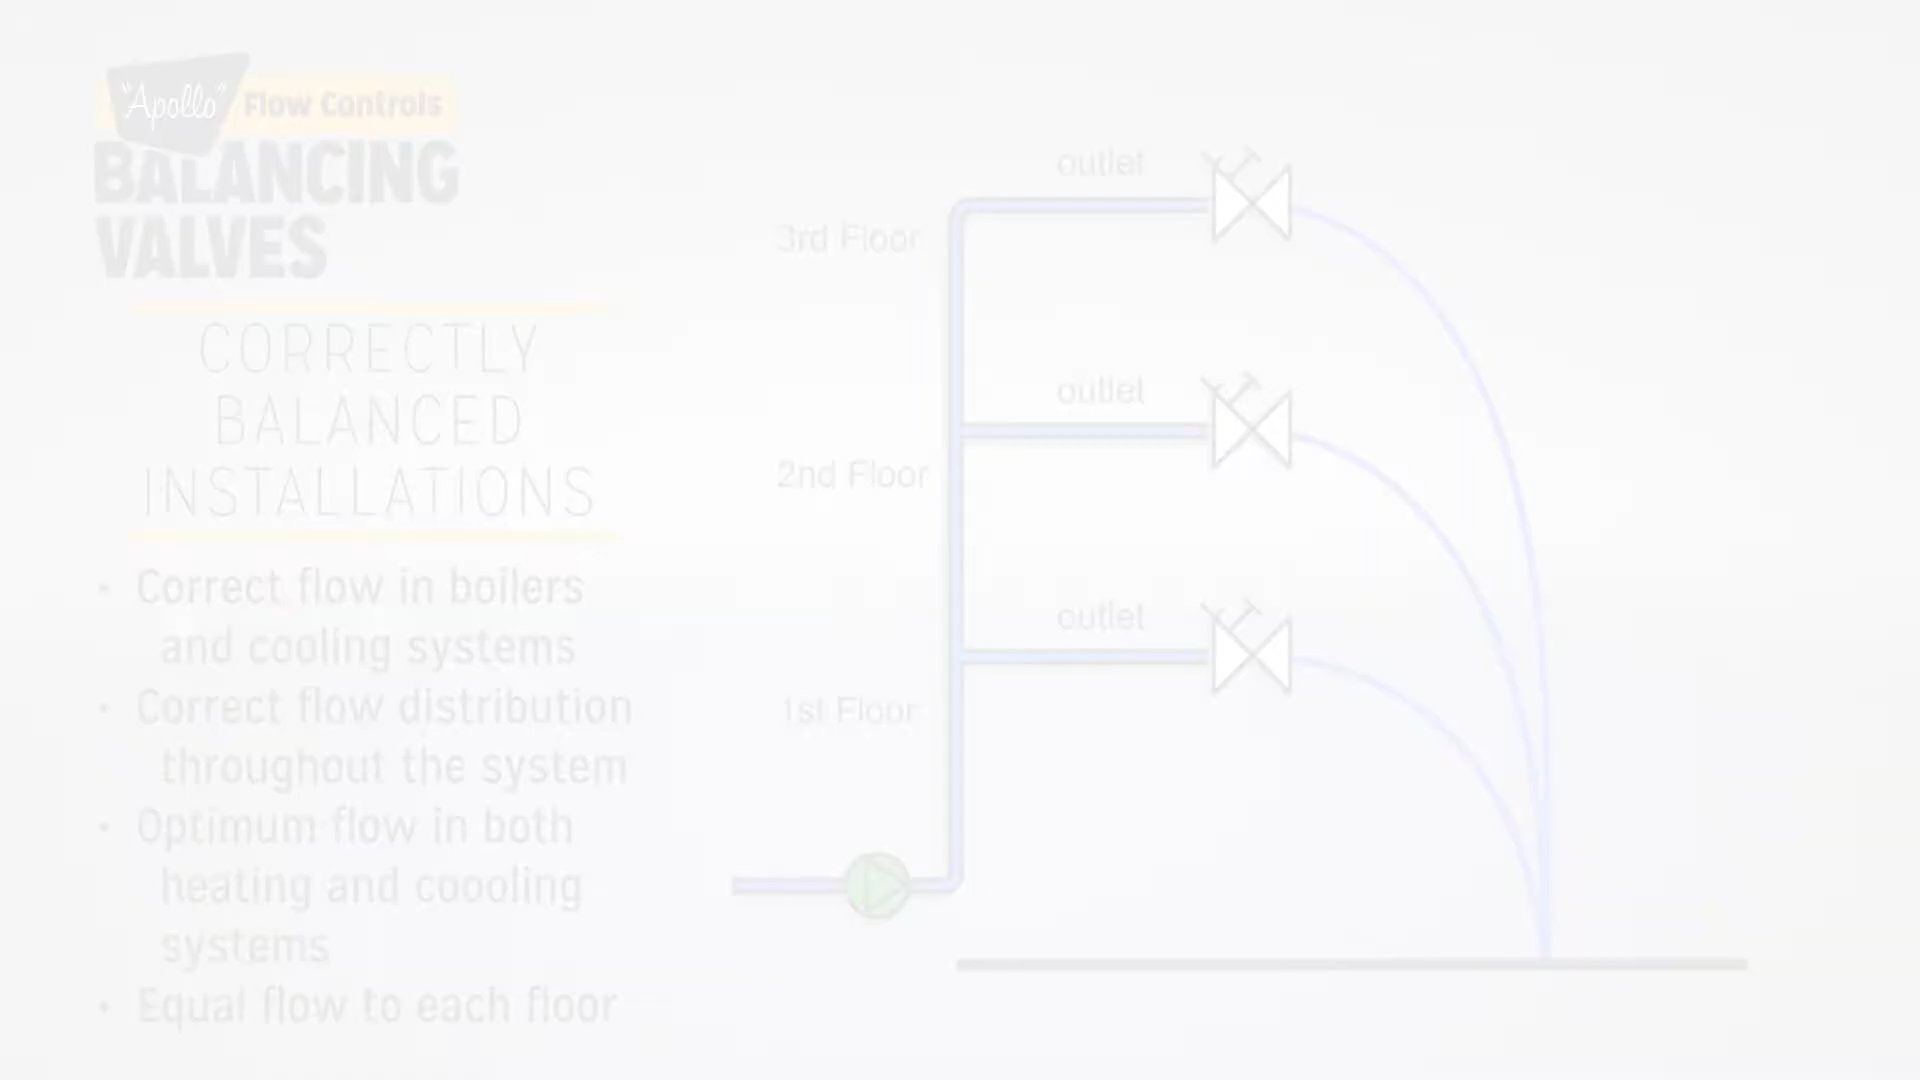 "Apollo" Flow Controls
BALANCING
VALVES
CORRECTLY
BALANCED
INSTALLATIONS
• Correct flow in boilers
and cooling systems
• Correct flow distribution
throughout the system
• Optimum flow in both
heating and coooling
systems
• Equal flow to each floor
outlet
3rd Floor
outlet
2nd Floor
outlet
1st Floor